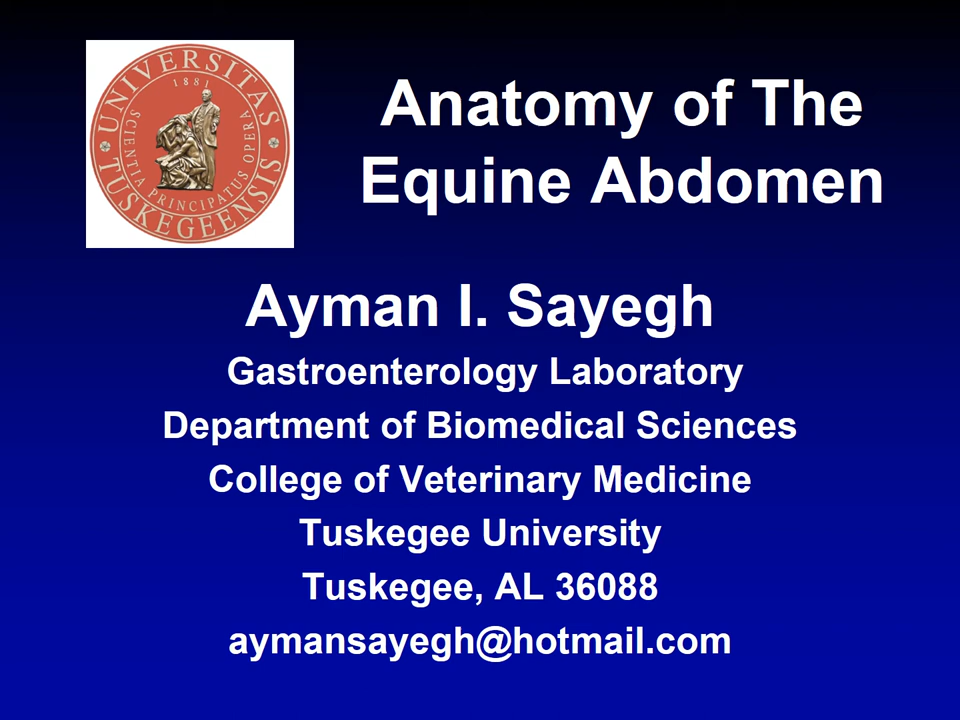 UNIVERSITAS
1881
SCIENTIA PRINCIPATUS OPERA
TUSKEGEENSIS
Anatomy of The
Equine Abdomen
Ayman I. Sayegh
Gastroenterology Laboratory
Department of Biomedical Sciences
College of Veterinary Medicine
Tuskegee University
Tuskegee, AL 36088
aymansayegh@hotmail.com